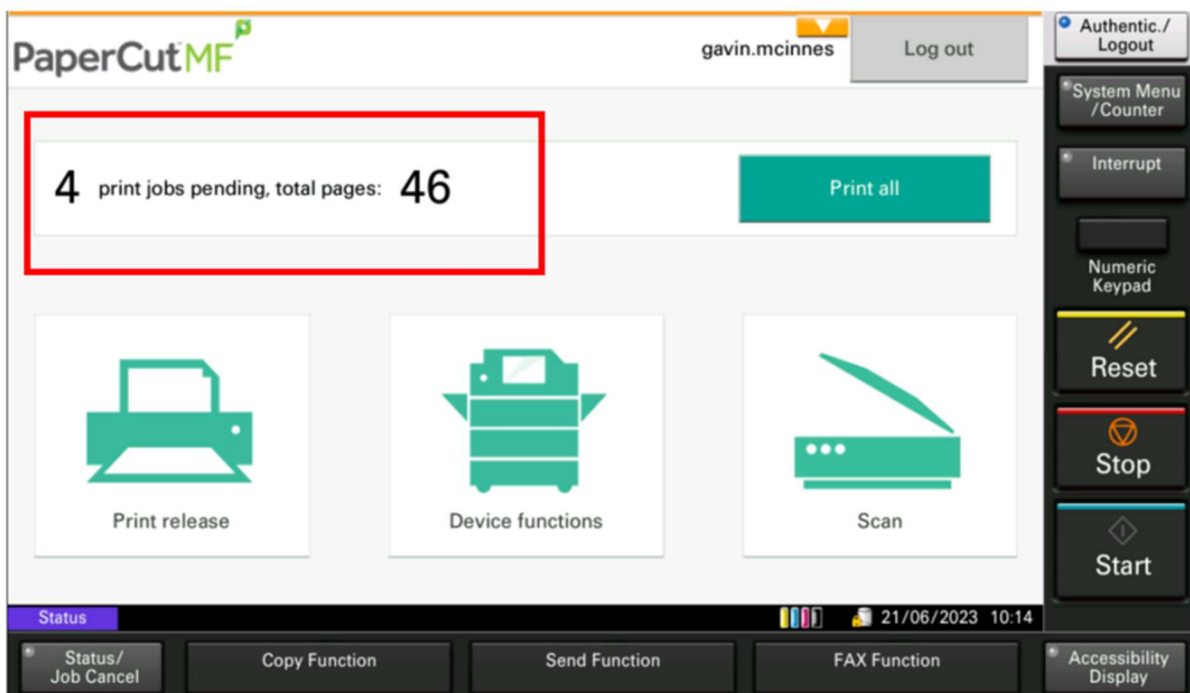 PaperCut MF
gavin.mcinnes
Log out
4 print jobs pending, total pages: 46
Print all
Print release
Device functions
Scan
Status
21/06/2023 10:14
Status/
Job Cancel
Copy Function
Send Function
FAX Function
Accessibility
Display
Authentic./
Logout
System Menu
/Counter
Interrupt
Numeric
Keypad
Reset
Stop
Start